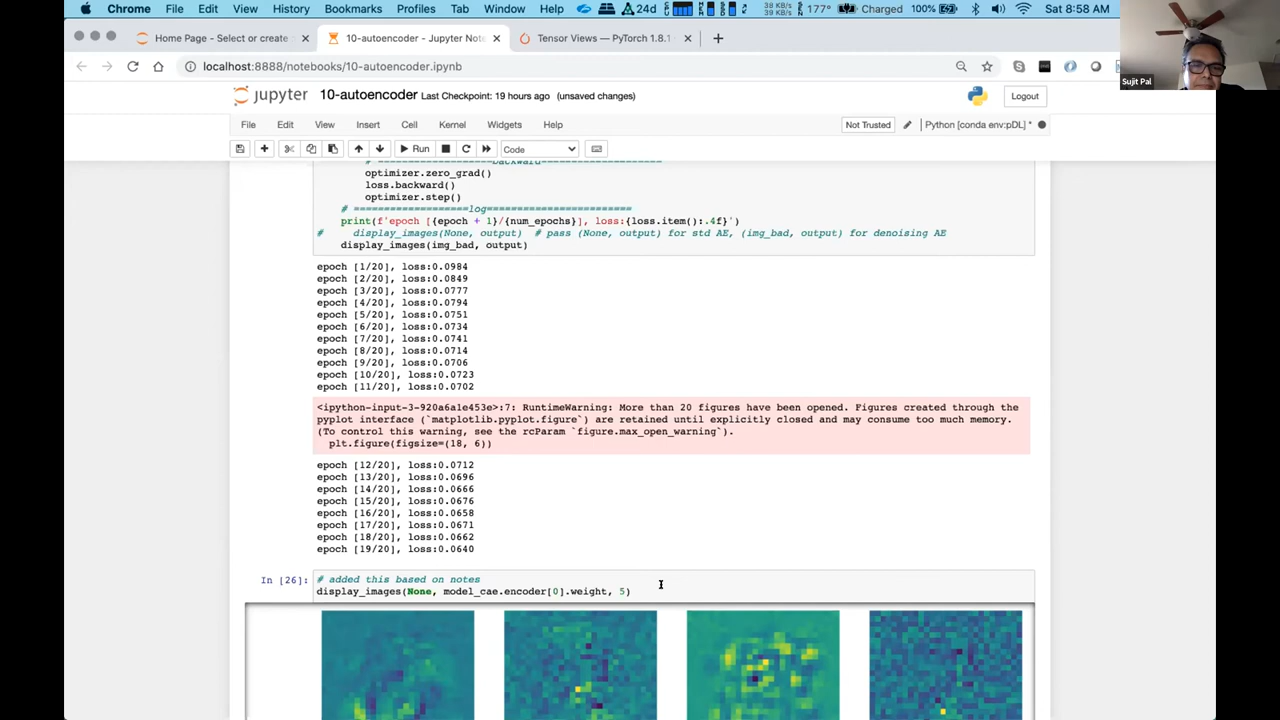 Chrome File Edit View History Bookmarks Profiles Tab Window Help 24d 38 KB/s 39 KB/s 177° Charged 100% Sat 8:58 AM
Home Page - Select or create 10-autoencoder - Jupyter Not Tensor Views — PyTorch 1.8.1
localhost:8888/notebooks/10-autoencoder.ipynb
Sujit Pal
jupyter 10-autoencoder Last Checkpoint: 19 hours ago (unsaved changes) Logout
File Edit View Insert Cell Kernel Widgets Help Not Trusted Python [conda env:pDL] *
Run Code
# ===================backward====================
optimizer.zero_grad()
loss.backward()
optimizer.step()
# ===================log========================
print(f'epoch [{epoch + 1}/{num_epochs}], loss:{loss.item():.4f}')
# display_images(None, output) # pass (None, output) for std AE, (img_bad, output) for denoising AE
display_images(img_bad, output)
epoch [1/20], loss:0.0984
epoch [2/20], loss:0.0849
epoch [3/20], loss:0.0777
epoch [4/20], loss:0.0794
epoch [5/20], loss:0.0751
epoch [6/20], loss:0.0734
epoch [7/20], loss:0.0741
epoch [8/20], loss:0.0714
epoch [9/20], loss:0.0706
epoch [10/20], loss:0.0723
epoch [11/20], loss:0.0702
<ipython-input-3-920a6a1e453e>:7: RuntimeWarning: More than 20 figures have been opened. Figures created through the
pyplot interface (`matplotlib.pyplot.figure`) are retained until explicitly closed and may consume too much memory.
(To control this warning, see the rcParam `figure.max_open_warning`).
plt.figure(figsize=(18, 6))
epoch [12/20], loss:0.0712
epoch [13/20], loss:0.0696
epoch [14/20], loss:0.0666
epoch [15/20], loss:0.0676
epoch [16/20], loss:0.0658
epoch [17/20], loss:0.0671
epoch [18/20], loss:0.0662
epoch [19/20], loss:0.0640
In [26]: # added this based on notes
display_images(None, model_cae.encoder[0].weight, 5)